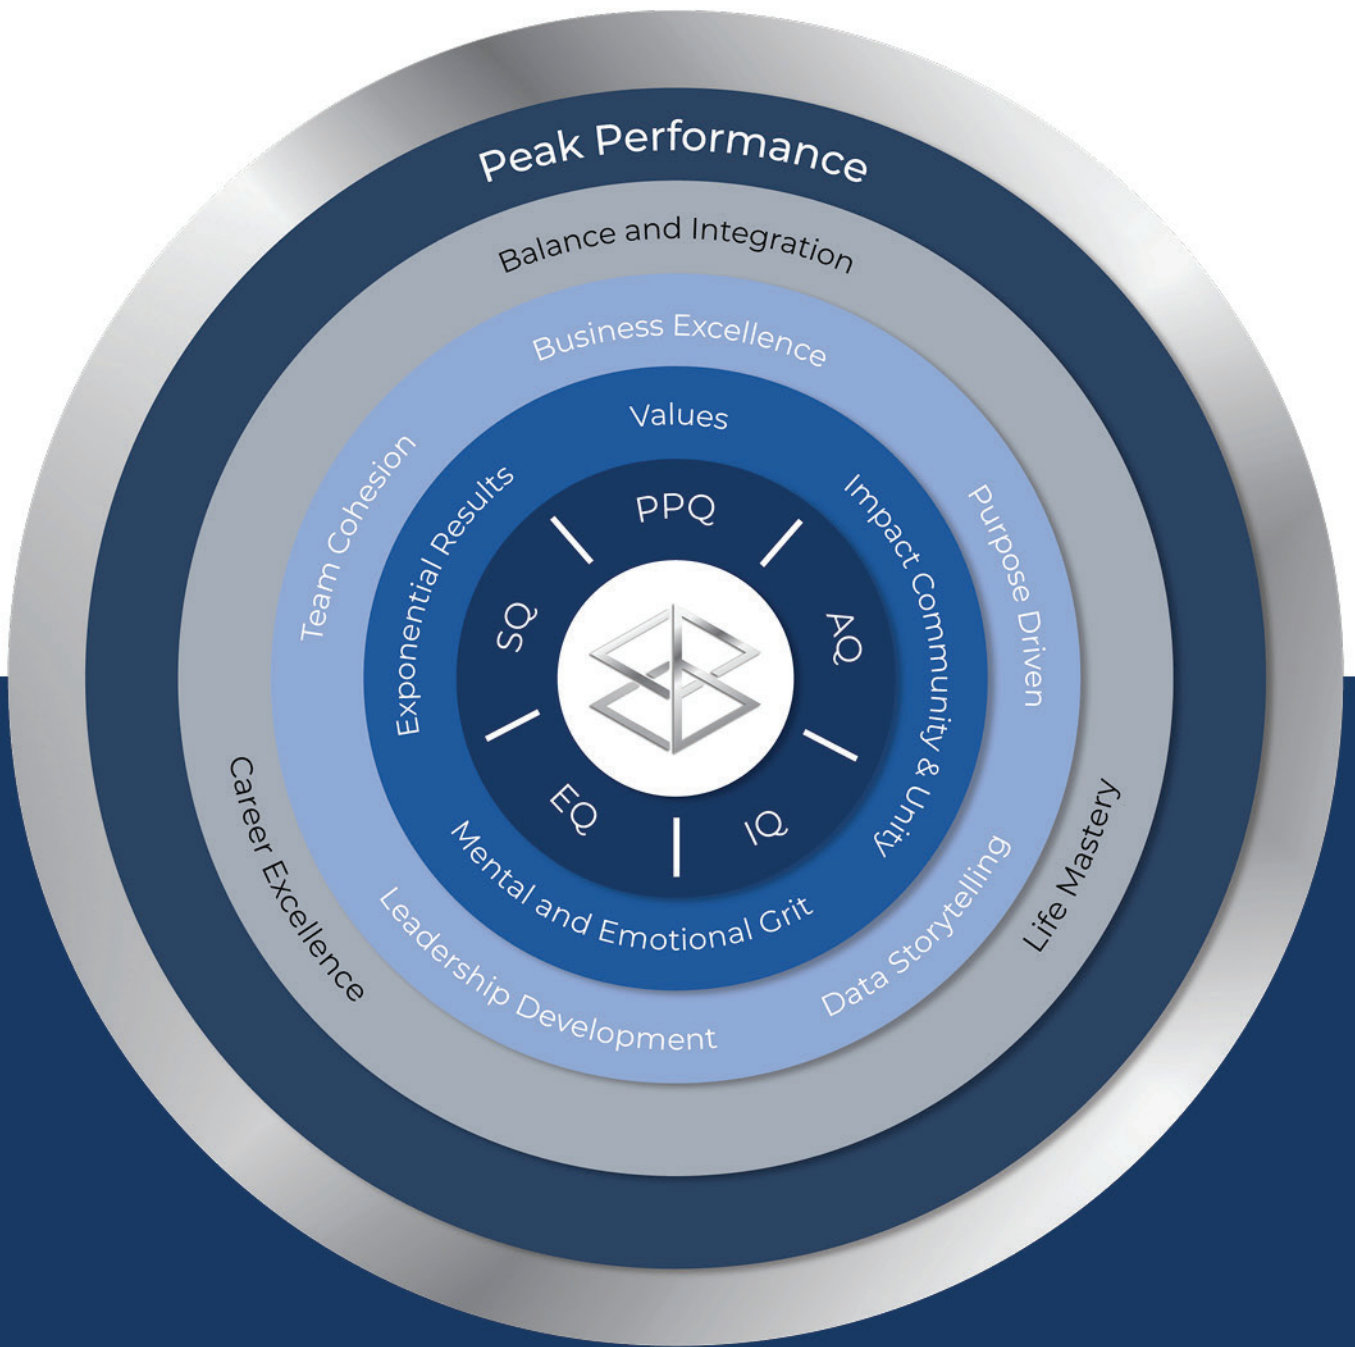 Peak Performance
Balance and Integration
Life Mastery
Career Excellence
Business Excellence
Purpose Driven
Data Storytelling
Leadership Development
Team Cohesion
Values
Impact Community & Unity
Mental and Emotional Grit
Exponential Results
PPQ
AQ
IQ
EQ
SQ